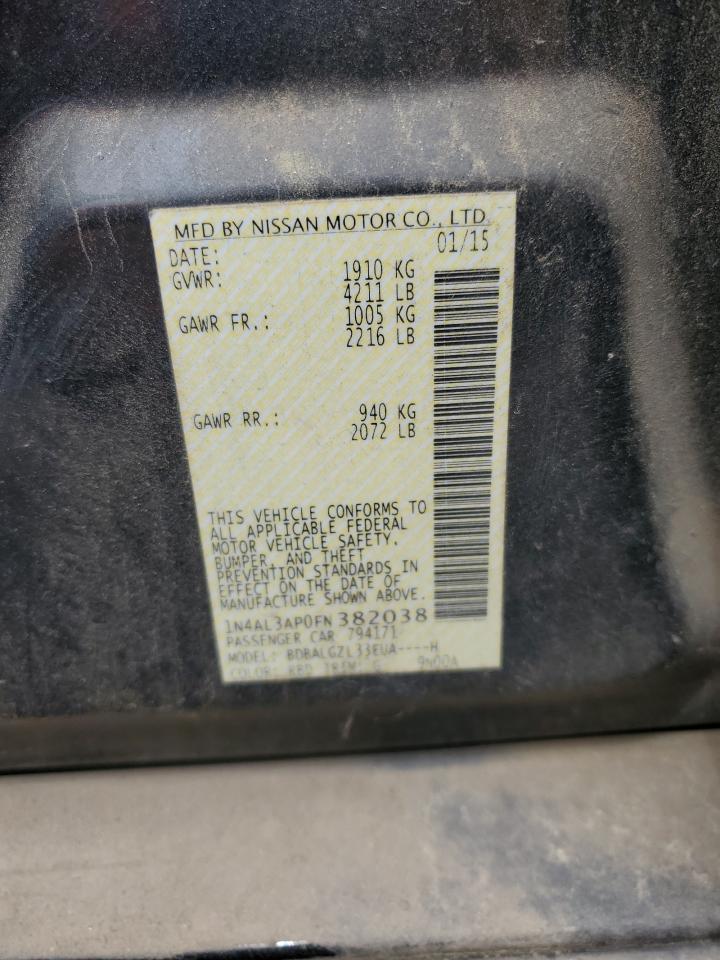 MFD BY NISSAN MOTOR CO., LTD.
DATE: 01/15
GVWR: 1910 KG
4211 LB
GAWR FR.: 1005 KG
2216 LB
GAWR RR.: 940 KG
2072 LB
THIS VEHICLE CONFORMS TO
ALL APPLICABLE FEDERAL
MOTOR VEHICLE SAFETY,
BUMPER, AND THEFT
PREVENTION STANDARDS IN
EFFECT ON THE DATE OF
MANUFACTURE SHOWN ABOVE.
1N4AL3AP0FN382038
PASSENGER CAR 794171
MODEL: BDBALGZL33EUA----H
COLOR: TRIM: G